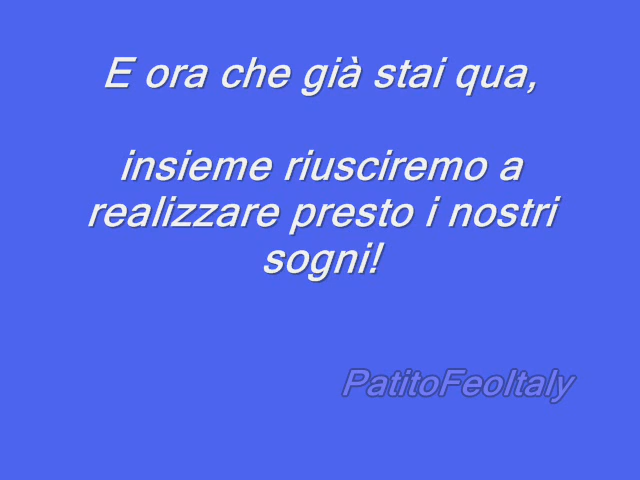 E ora che già stai qua,
insieme riusciremo a
realizzare presto i nostri
sogni!
PatitoFeoItaly